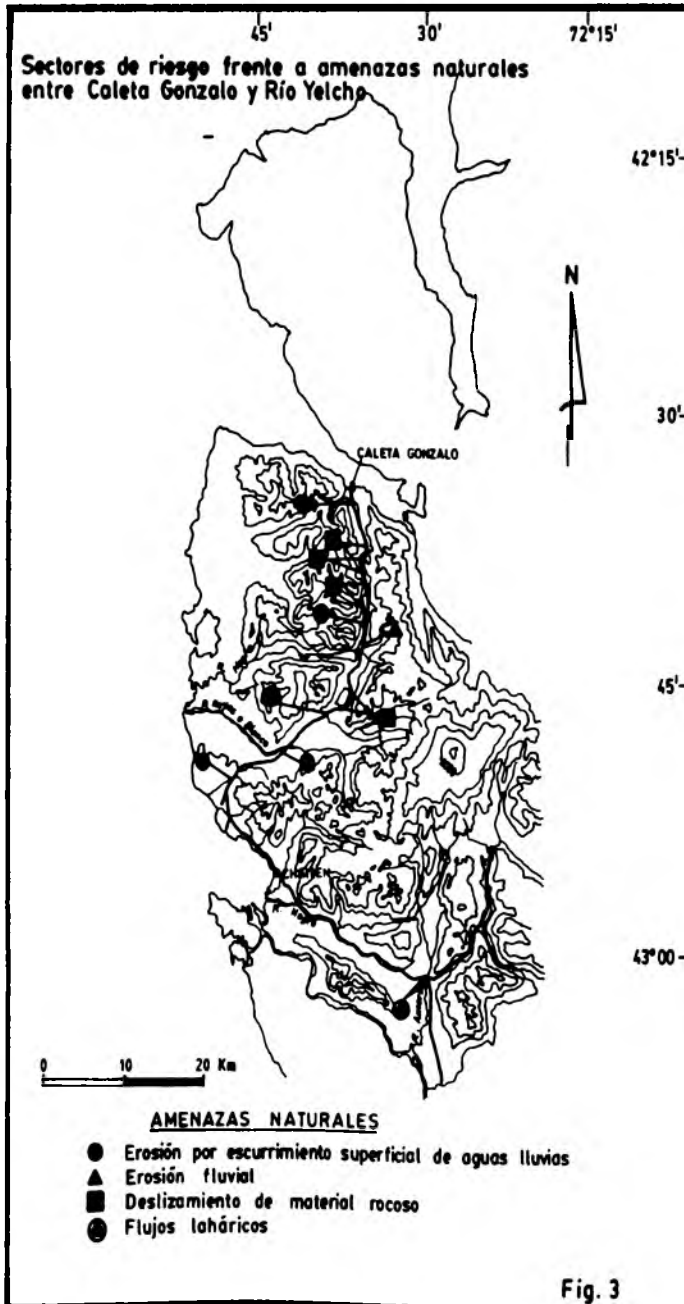 45' 30' 72°15'
Sectores de riesgo frente a amenazas naturales
entre Caleta Gonzalo y Río Yelcho
42°15'
N
30'
CALETA GONZALO
45'
43°00'
0 10 20 Km
AMENAZAS NATURALES
Erosión por escurrimiento superficial de aguas lluvias
Erosión fluvial
Deslizamiento de material rocoso
Flujos laháricos
Fig. 3